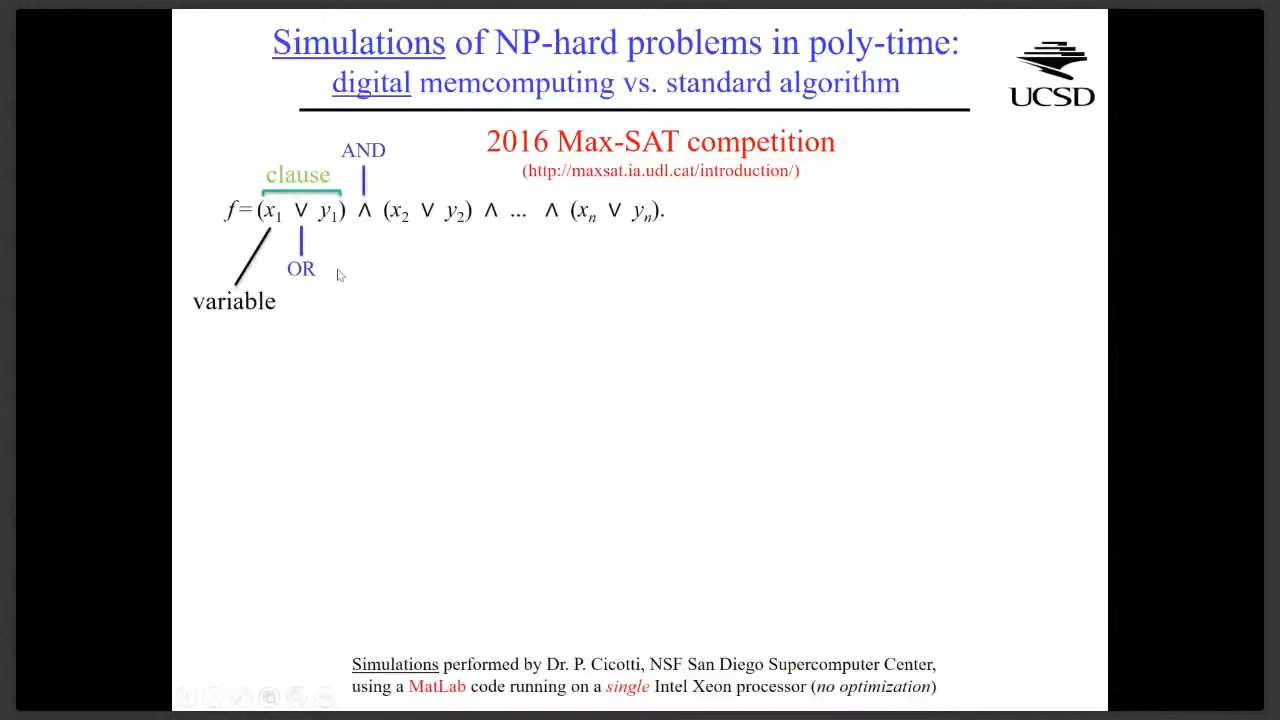 Simulations of NP-hard problems in poly-time:
digital memcomputing vs. standard algorithm
UCSD
2016 Max-SAT competition
(http://maxsat.ia.udl.cat/introduction/)
AND
clause
f = (x₁ ∨ y₁) ∧ (x₂ ∨ y₂) ∧ ... ∧ (xₙ ∨ yₙ).
OR
variable
Simulations performed by Dr. P. Cicotti, NSF San Diego Supercomputer Center,
using a MatLab code running on a single Intel Xeon processor (no optimization)